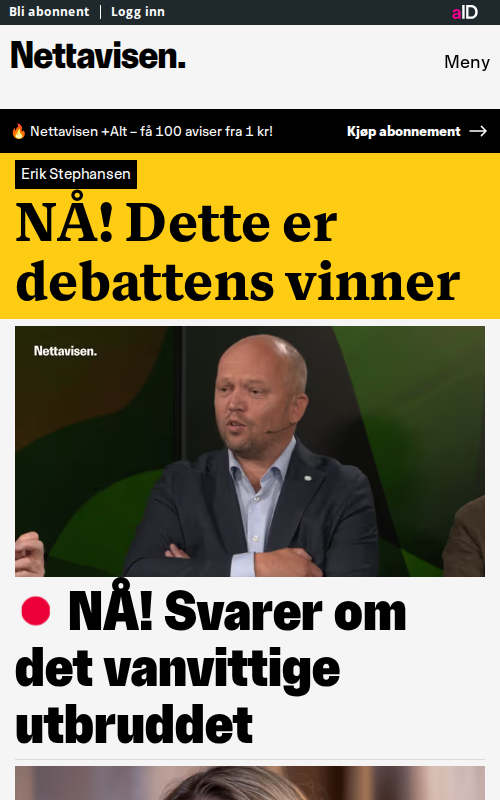 Bli abonnent | Logg inn
aID
Nettavisen.
Meny
🔥 Nettavisen +Alt – få 100 aviser fra 1 kr!
Kjøp abonnement →
Erik Stephansen
NÅ! Dette er
debattens vinner
Nettavisen.
NÅ! Svarer om
det vanvittige
utbruddet